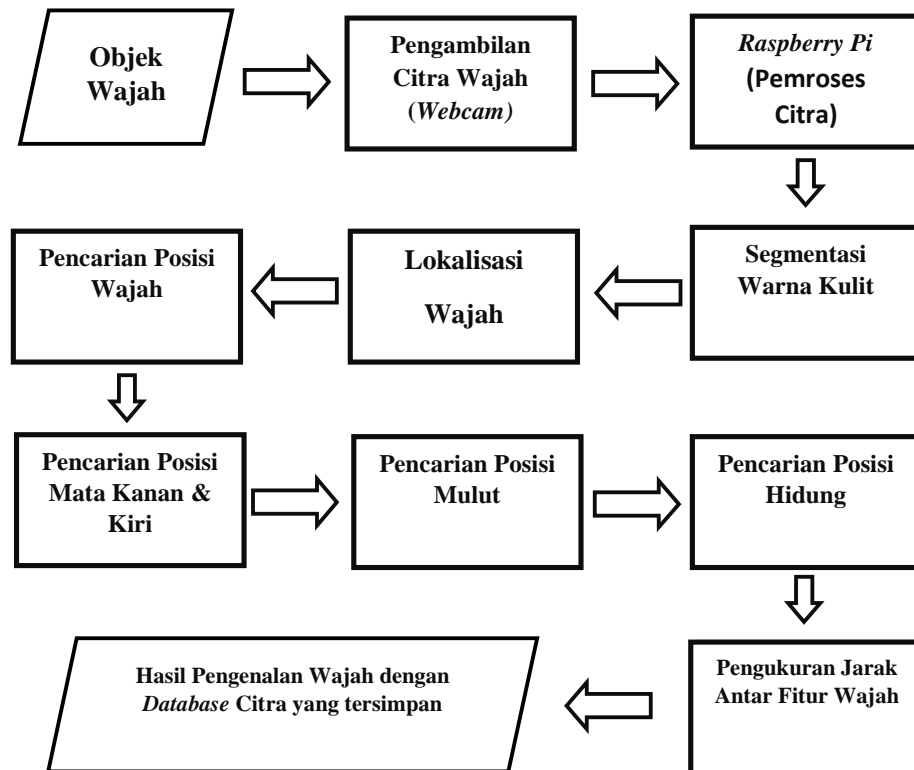 Objek
Wajah
Pengambilan
Citra Wajah
(Webcam)
Raspberry Pi
(Pemroses
Citra)
Segmentasi
Warna Kulit
Lokalisasi
Wajah
Pencarian Posisi
Wajah
Pencarian Posisi
Mata Kanan &
Kiri
Pencarian Posisi
Mulut
Pencarian Posisi
Hidung
Pengukuran Jarak
Antar Fitur Wajah
Hasil Pengenalan Wajah dengan
Database Citra yang tersimpan